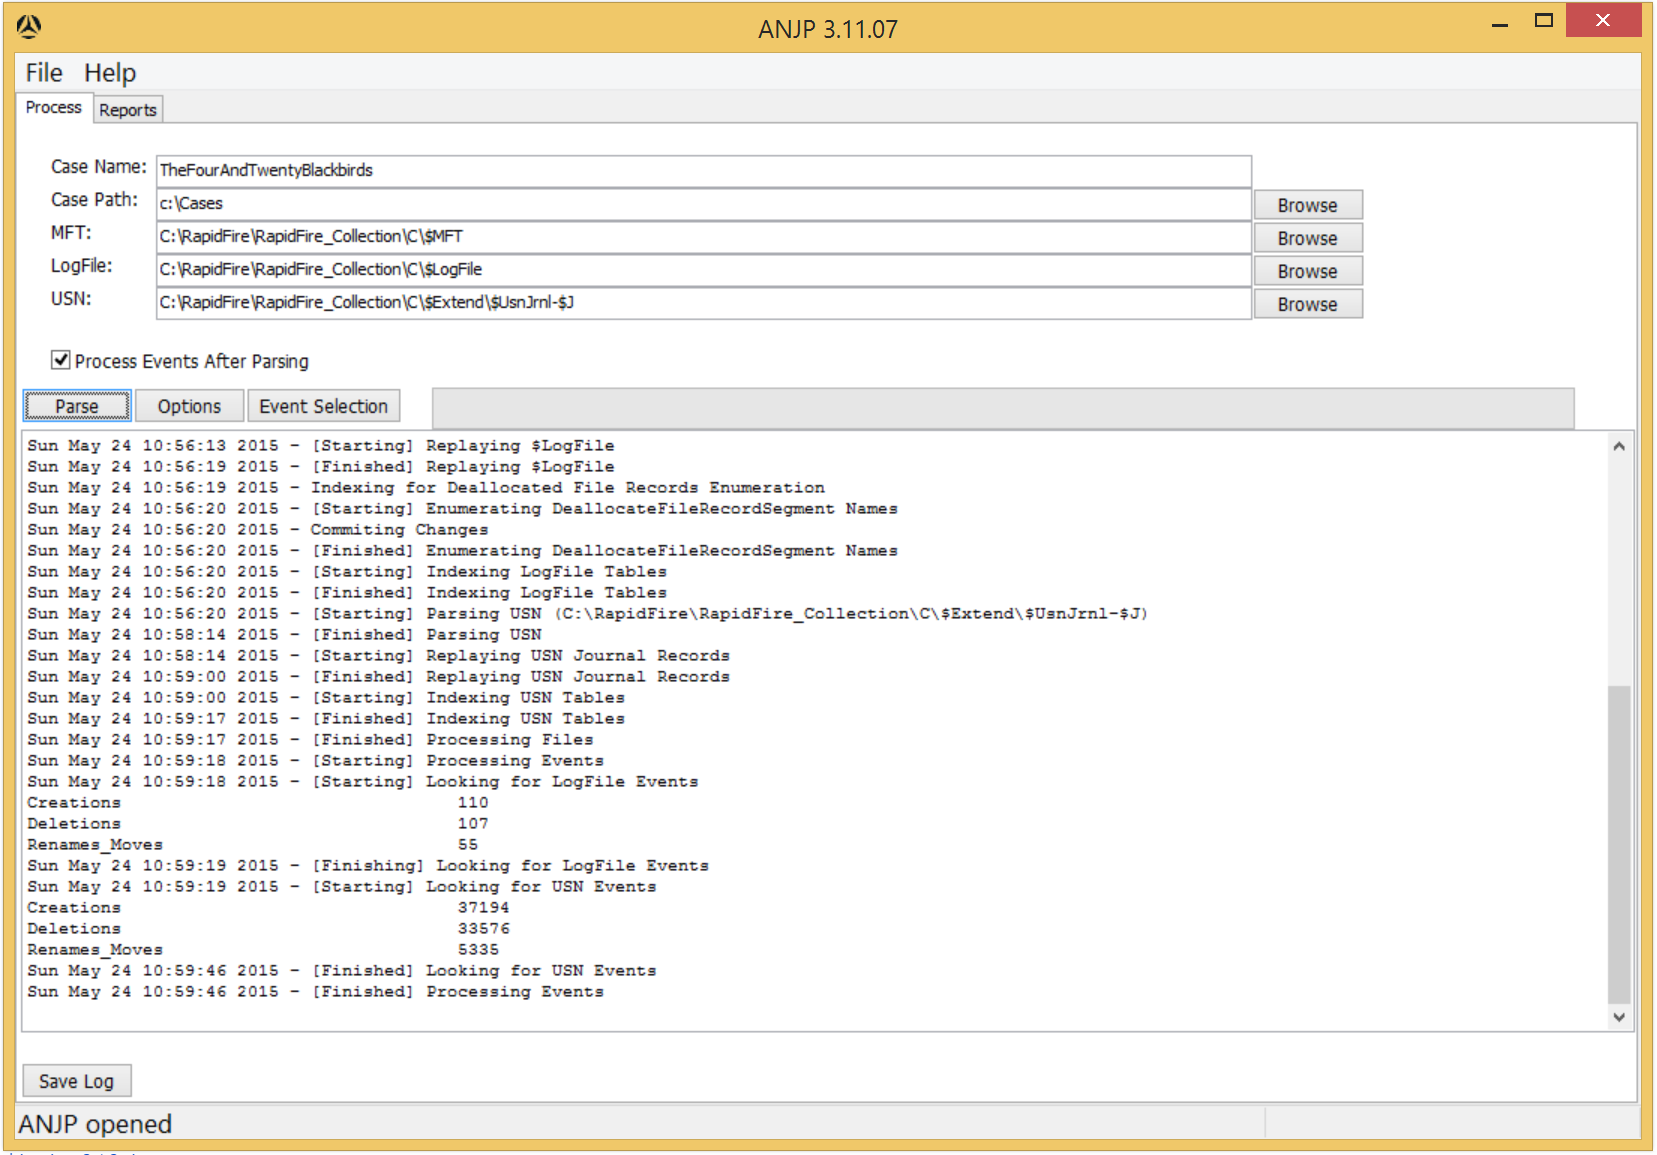 ANJP 3.11.07
File Help
Process Reports
Case Name: TheFourAndTwentyBlackbirds
Case Path: c:\Cases Browse
MFT: C:\RapidFire\RapidFire_Collection\C\$MFT Browse
LogFile: C:\RapidFire\RapidFire_Collection\C\$LogFile Browse
USN: C:\RapidFire\RapidFire_Collection\C\$Extend\$UsnJrnl-$J Browse
Process Events After Parsing
Parse Options Event Selection
Sun May 24 10:56:13 2015 - [Starting] Replaying $LogFile
Sun May 24 10:56:19 2015 - [Finished] Replaying $LogFile
Sun May 24 10:56:19 2015 - Indexing for Deallocated File Records Enumeration
Sun May 24 10:56:20 2015 - [Starting] Enumerating DeallocateFileRecordSegment Names
Sun May 24 10:56:20 2015 - Commiting Changes
Sun May 24 10:56:20 2015 - [Finished] Enumerating DeallocateFileRecordSegment Names
Sun May 24 10:56:20 2015 - [Starting] Indexing LogFile Tables
Sun May 24 10:56:20 2015 - [Finished] Indexing LogFile Tables
Sun May 24 10:56:20 2015 - [Starting] Parsing USN (C:\RapidFire\RapidFire_Collection\C\$Extend\$UsnJrnl-$J)
Sun May 24 10:58:14 2015 - [Finished] Parsing USN
Sun May 24 10:58:14 2015 - [Starting] Replaying USN Journal Records
Sun May 24 10:59:00 2015 - [Finished] Replaying USN Journal Records
Sun May 24 10:59:00 2015 - [Starting] Indexing USN Tables
Sun May 24 10:59:17 2015 - [Finished] Indexing USN Tables
Sun May 24 10:59:17 2015 - [Finished] Processing Files
Sun May 24 10:59:18 2015 - [Starting] Processing Events
Sun May 24 10:59:18 2015 - [Starting] Looking for LogFile Events
Creations 110
Deletions 107
Renames_Moves 55
Sun May 24 10:59:19 2015 - [Finishing] Looking for LogFile Events
Sun May 24 10:59:19 2015 - [Starting] Looking for USN Events
Creations 37194
Deletions 33576
Renames_Moves 5335
Sun May 24 10:59:46 2015 - [Finished] Looking for USN Events
Sun May 24 10:59:46 2015 - [Finished] Processing Events
Save Log
ANJP opened